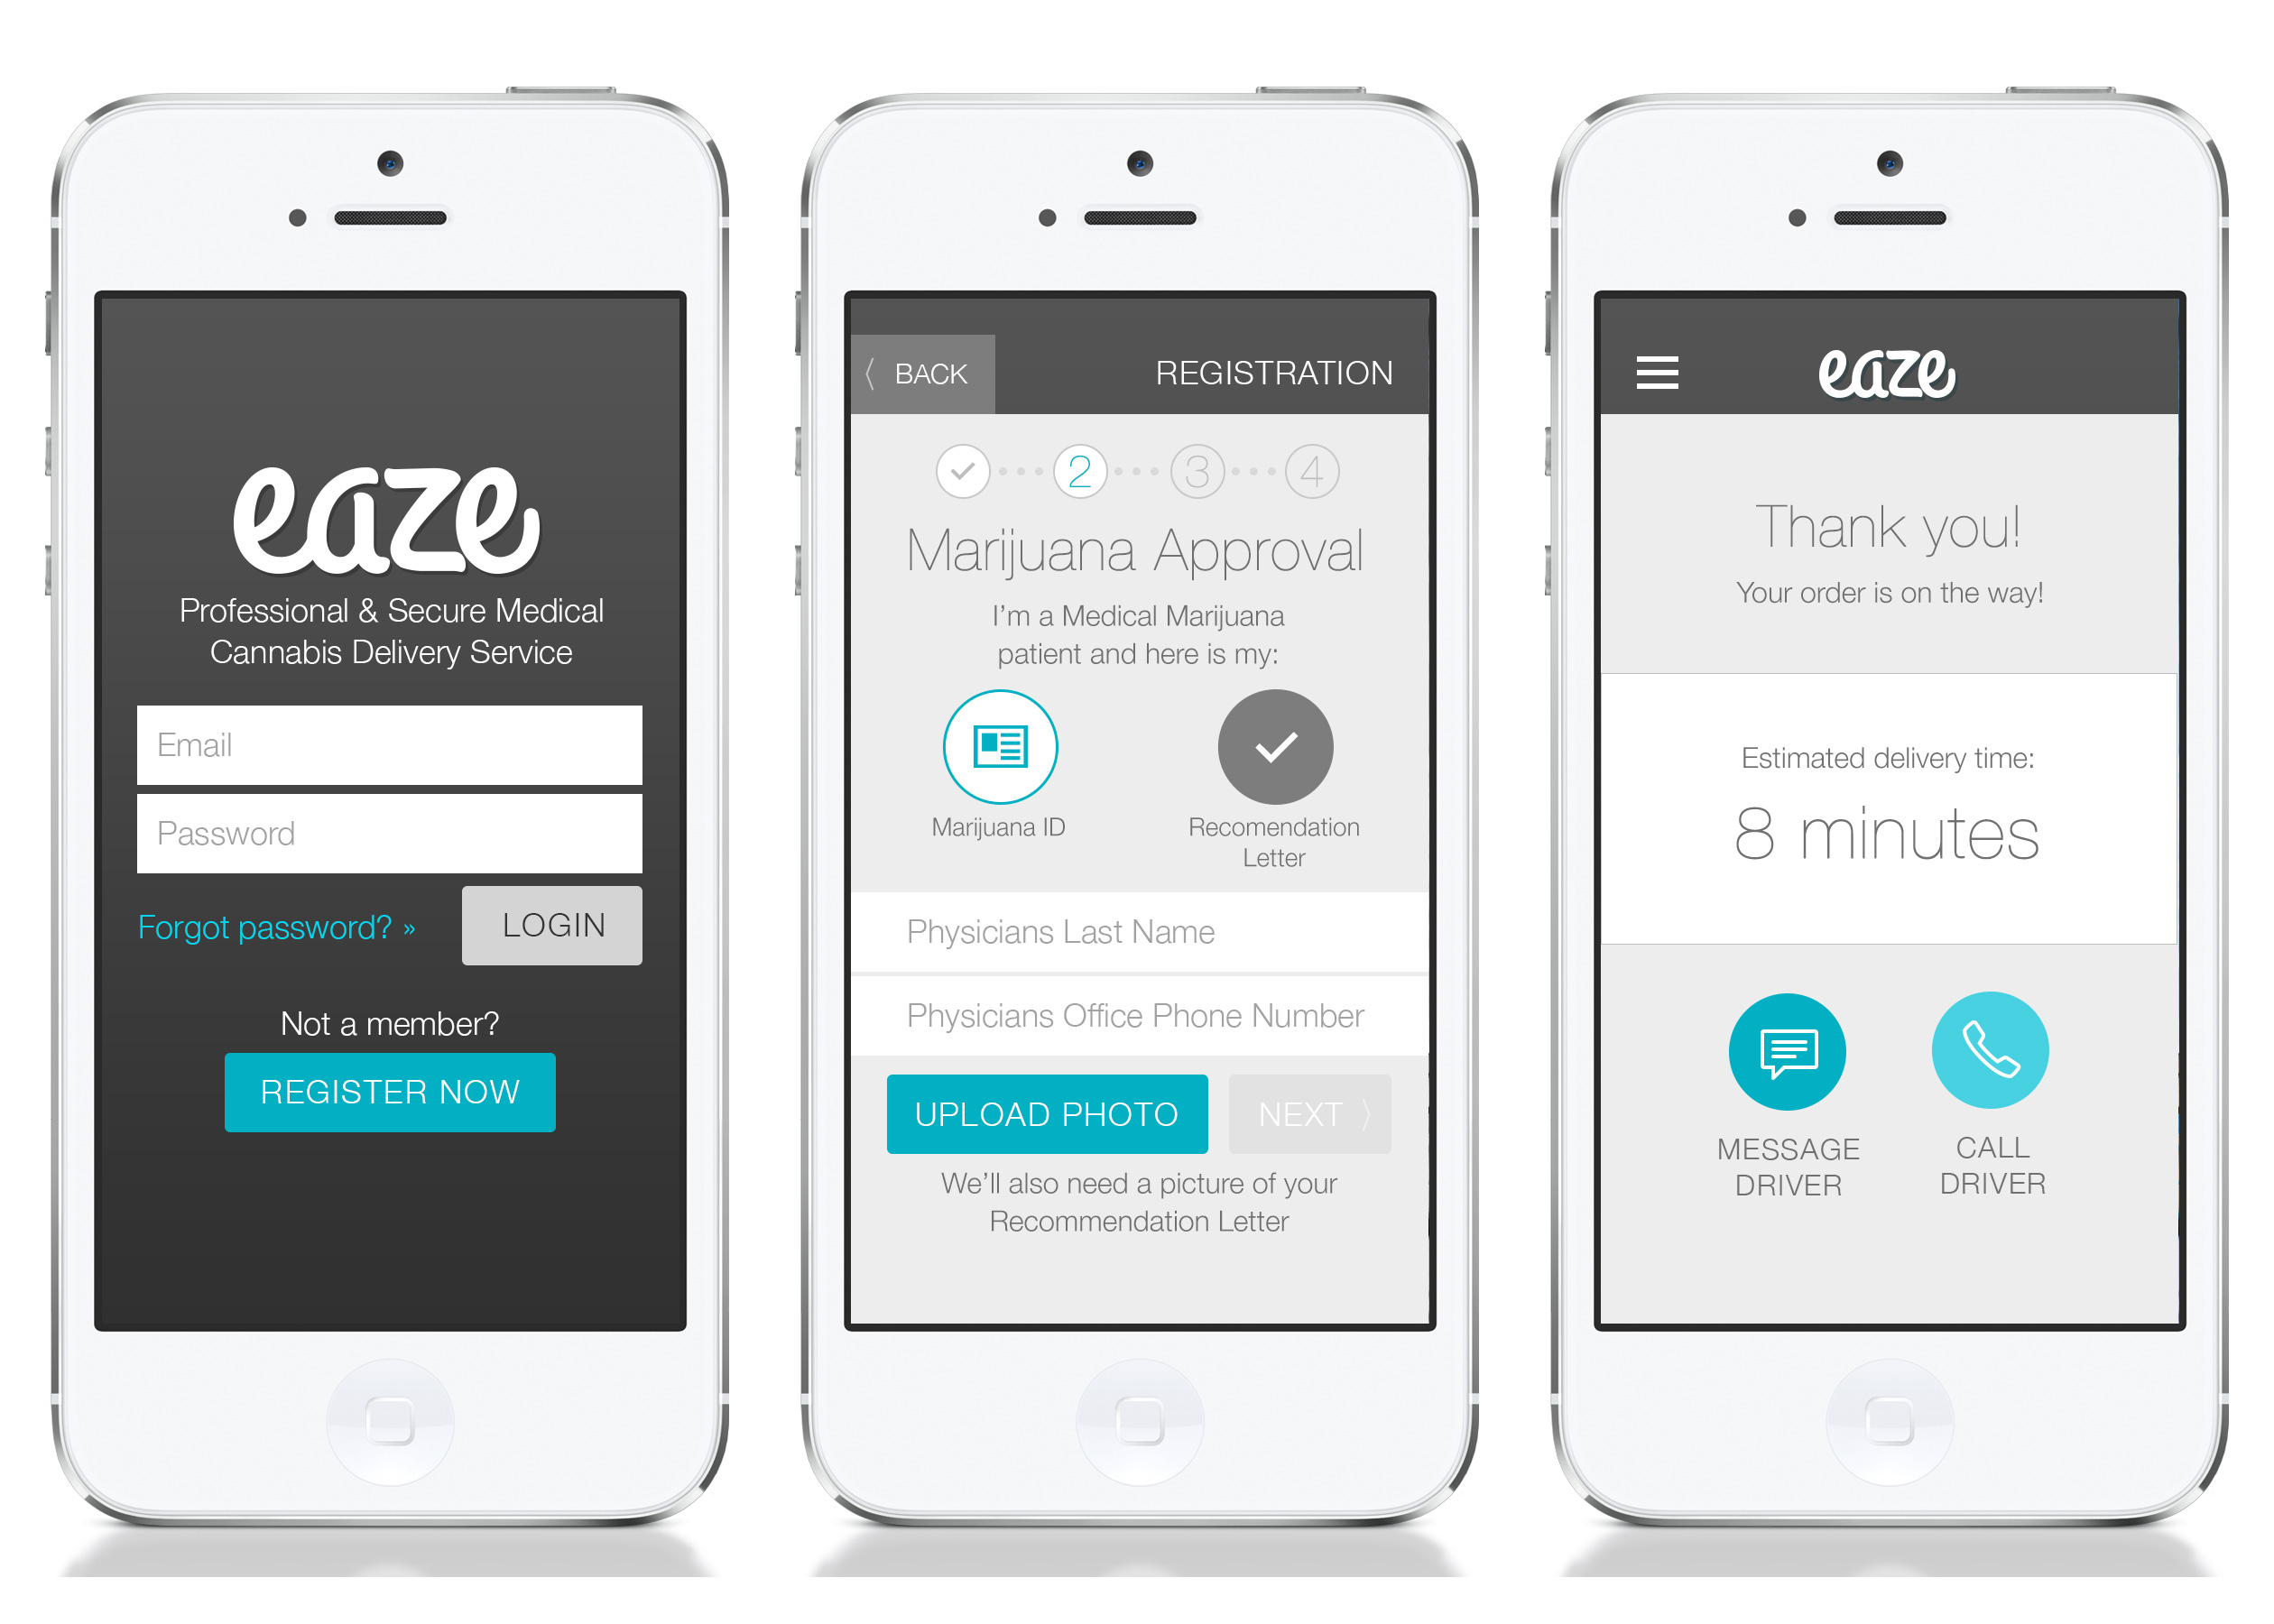 eaze
Professional & Secure Medical
Cannabis Delivery Service
Email
Password
Forgot password? »
LOGIN
Not a member?
REGISTER NOW
BACK
REGISTRATION
2 3 4
Marijuana Approval
I'm a Medical Marijuana
patient and here is my:
Marijuana ID
Recomendation
Letter
Physicians Last Name
Physicians Office Phone Number
UPLOAD PHOTO
NEXT
We'll also need a picture of your
Recommendation Letter
eaze
Thank you!
Your order is on the way!
Estimated delivery time:
8 minutes
MESSAGE
DRIVER
CALL
DRIVER